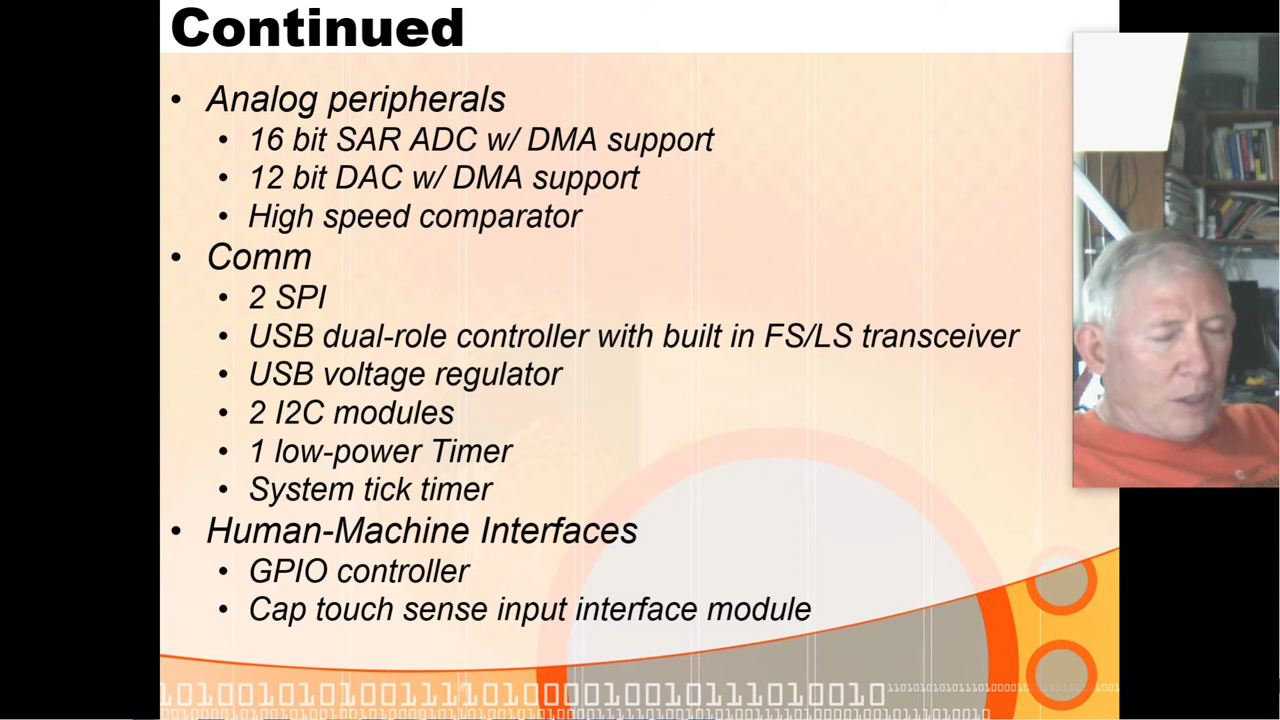 Continued
• Analog peripherals
• 16 bit SAR ADC w/ DMA support
• 12 bit DAC w/ DMA support
• High speed comparator
• Comm
• 2 SPI
• USB dual-role controller with built in FS/LS transceiver
• USB voltage regulator
• 2 I2C modules
• 1 low-power Timer
• System tick timer
• Human-Machine Interfaces
• GPIO controller
• Cap touch sense input interface module